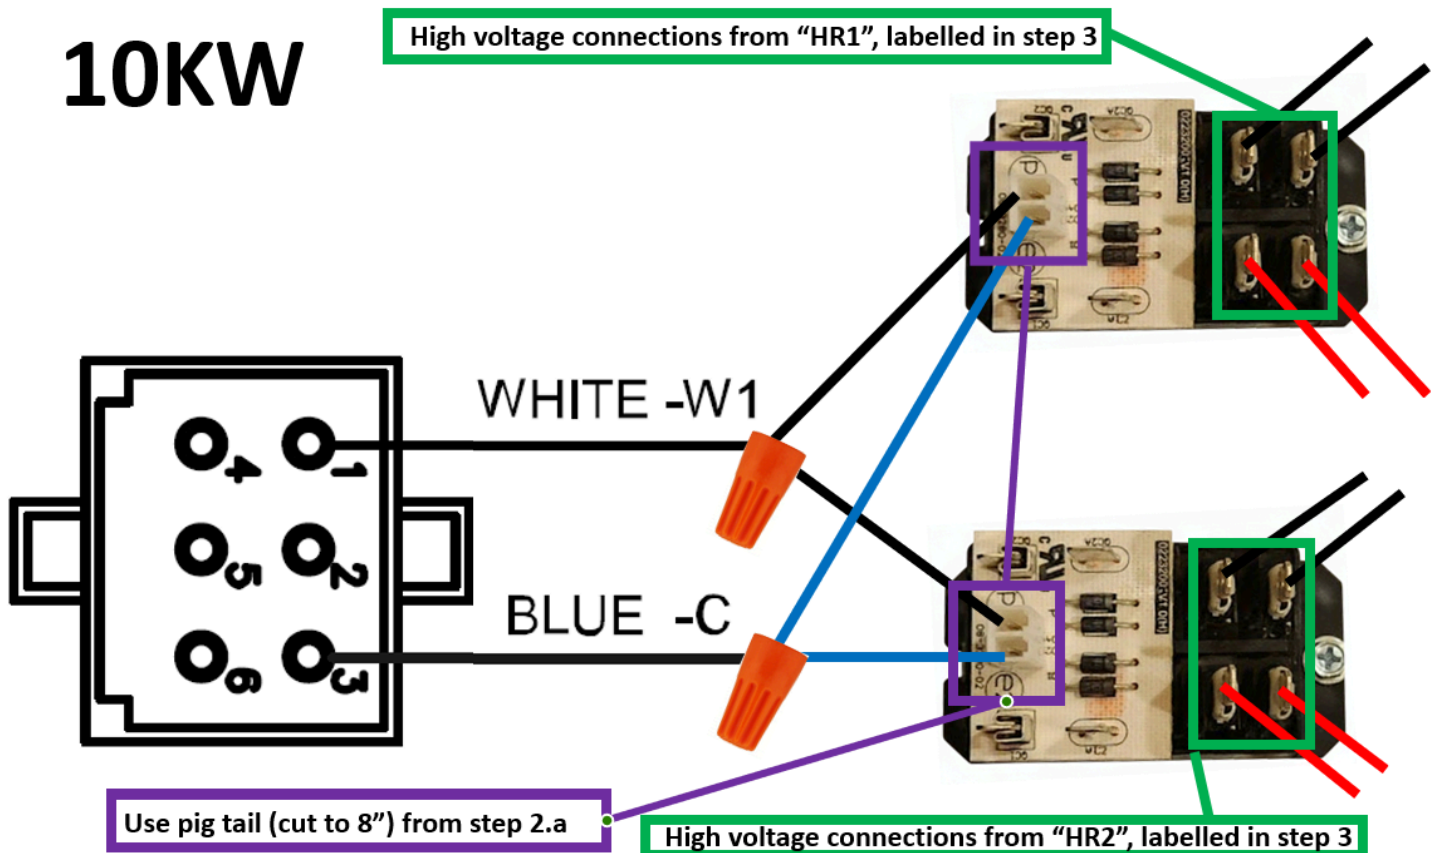 10KW
High voltage connections from “HR1”, labelled in step 3
WHITE -W1
4 1
5 2
BLUE -C
6 3
Use pig tail (cut to 8”) from step 2.a
High voltage connections from “HR2”, labelled in step 3